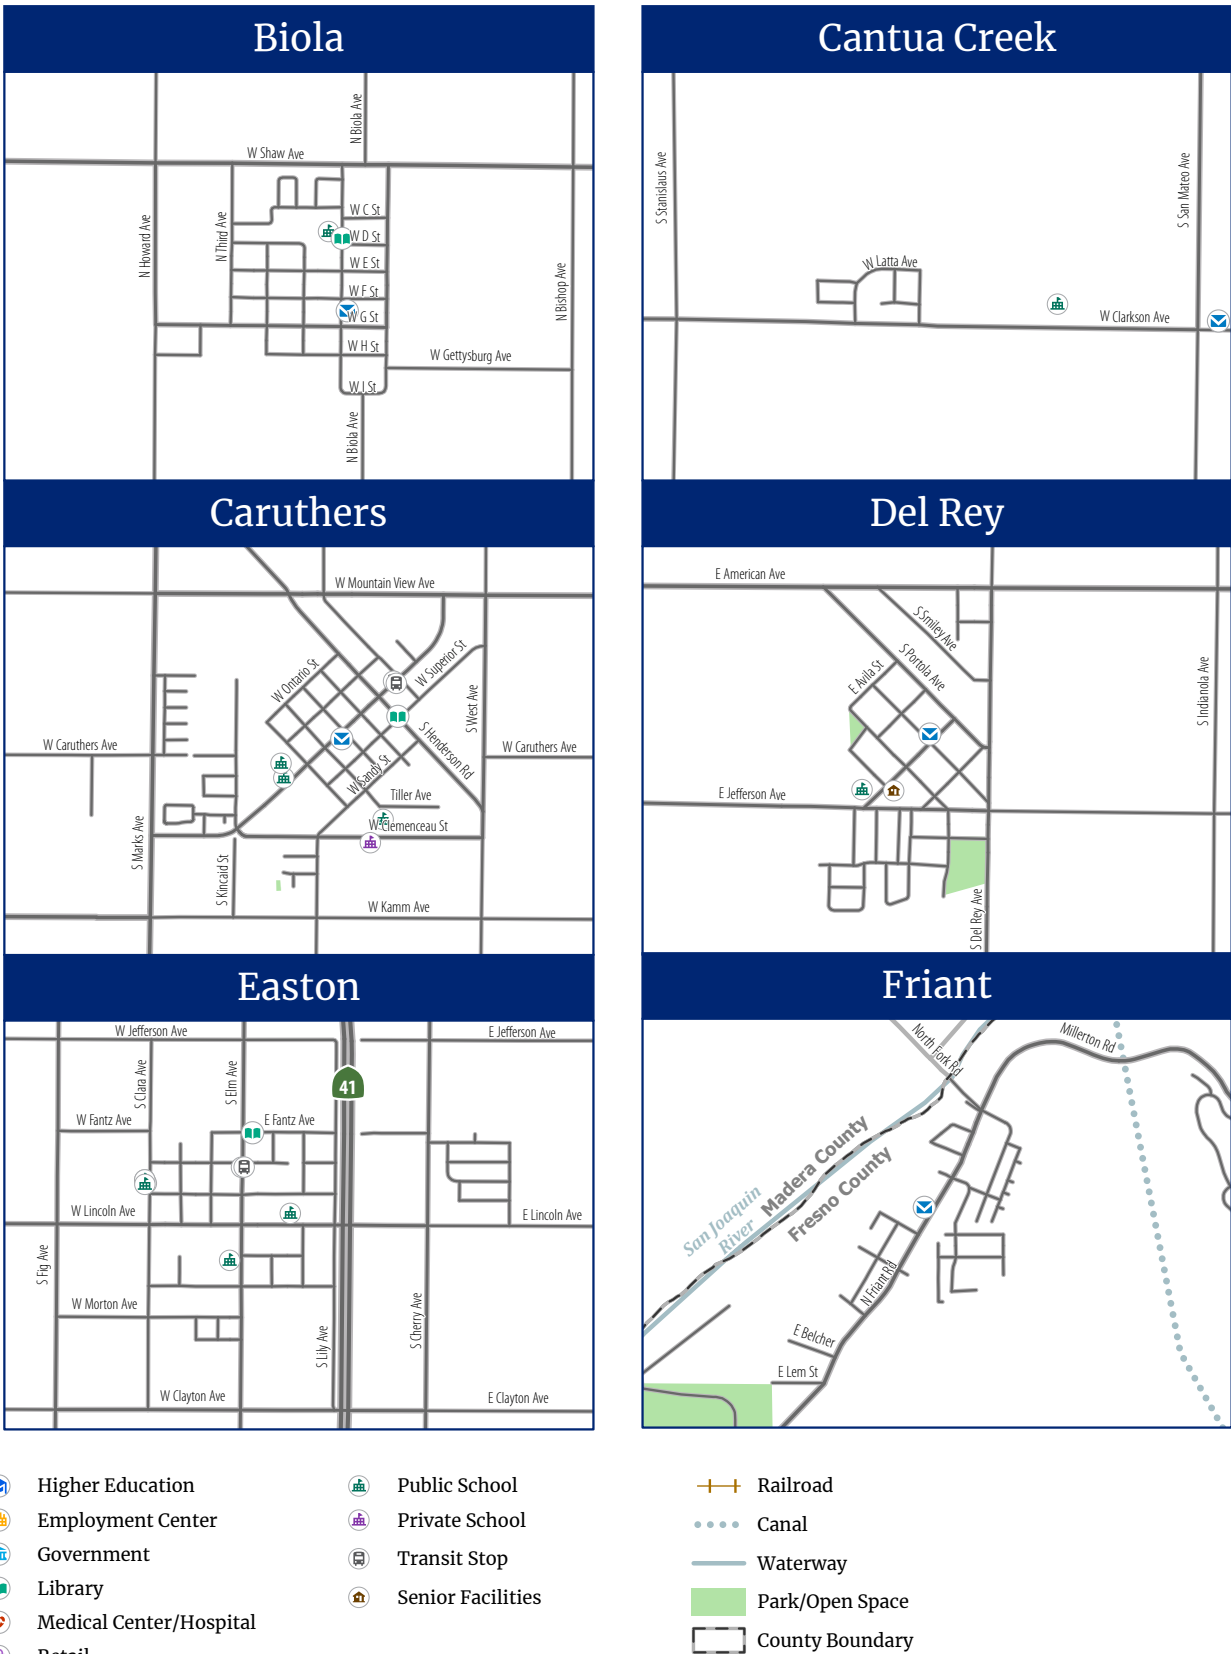 Biola
N Biola Ave
W Shaw Ave
N Howard Ave
N Third Ave
W C St
W D St
W E St
W F St
W G St
W H St
W I St
N Bishop Ave
W Gettysburg Ave
N Biola Ave
Cantua Creek
S Stanislaus Ave
S San Mateo Ave
W Latta Ave
W Clarkson Ave
Caruthers
W Mountain View Ave
W Ontario St
W Superior St
S West Ave
W Caruthers Ave
S Henderson Rd
W Caruthers Ave
W Sandy St
Tiller Ave
W Clemenceau St
S Marks Ave
S Kincaid St
W Kamm Ave
Del Rey
E American Ave
S Smiley Ave
S Portola Ave
E Avila St
S Indianola Ave
E Jefferson Ave
S Del Rey Ave
Easton
W Jefferson Ave
E Jefferson Ave
S Clara Ave
S Elm Ave
41
W Fantz Ave
E Fantz Ave
W Lincoln Ave
E Lincoln Ave
S Fig Ave
W Morton Ave
S Lily Ave
S Cherry Ave
W Clayton Ave
E Clayton Ave
Friant
North Fork Rd
Millerton Rd
Madera County
Fresno County
San Joaquin
River
N Friant Rd
E Belcher
E Lem St
Higher Education
Employment Center
Government
Library
Medical Center/Hospital
Public School
Private School
Transit Stop
Senior Facilities
Railroad
Canal
Waterway
Park/Open Space
County Boundary